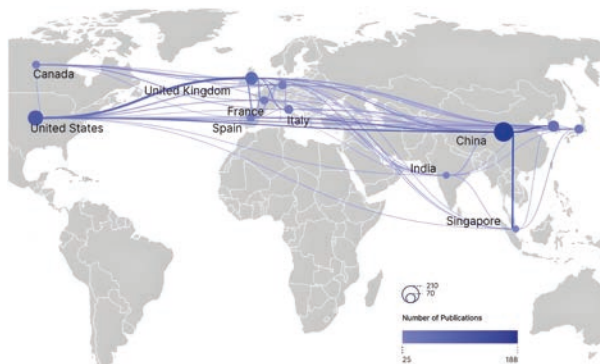 Canada
United Kingdom
France
United States
Spain
Italy
China
India
Singapore
210
70
Number of Publications
25
188